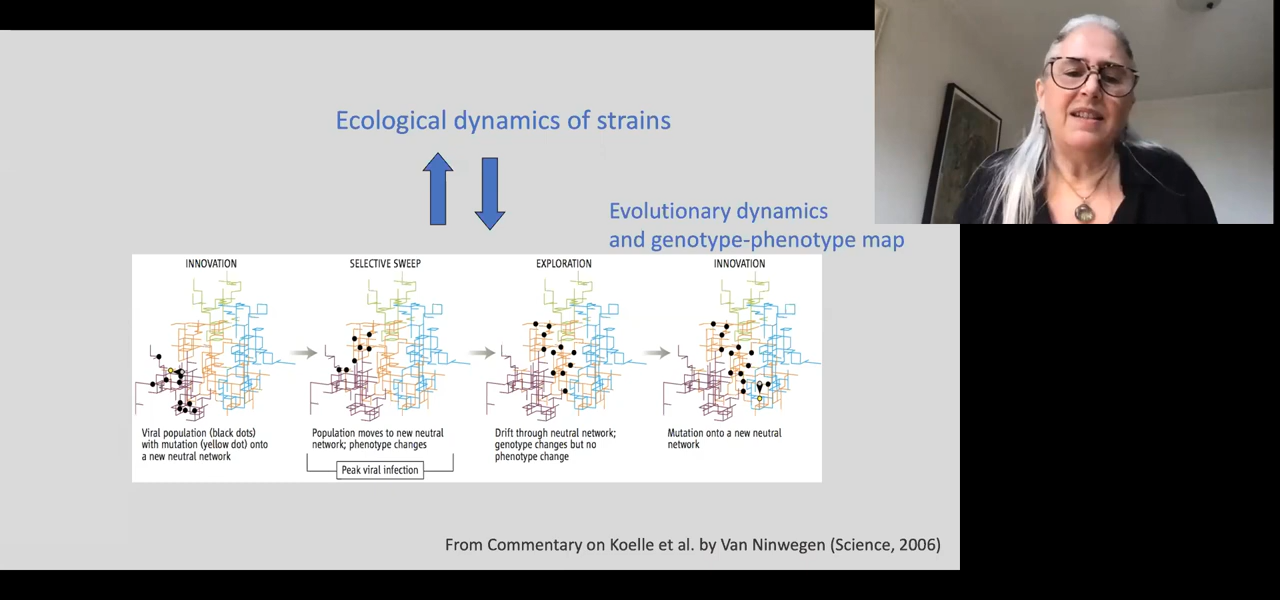 Ecological dynamics of strains
Evolutionary dynamics
and genotype-phenotype map
INNOVATION
SELECTIVE SWEEP
EXPLORATION
INNOVATION
Viral population (black dots)
with mutation (yellow dot) onto
a new neutral network
Population moves to new neutral
network; phenotype changes
Peak viral infection
Drift through neutral network;
genotype changes but no
phenotype change
Mutation onto a new neutral
network
From Commentary on Koelle et al. by Van Ninwegen (Science, 2006)